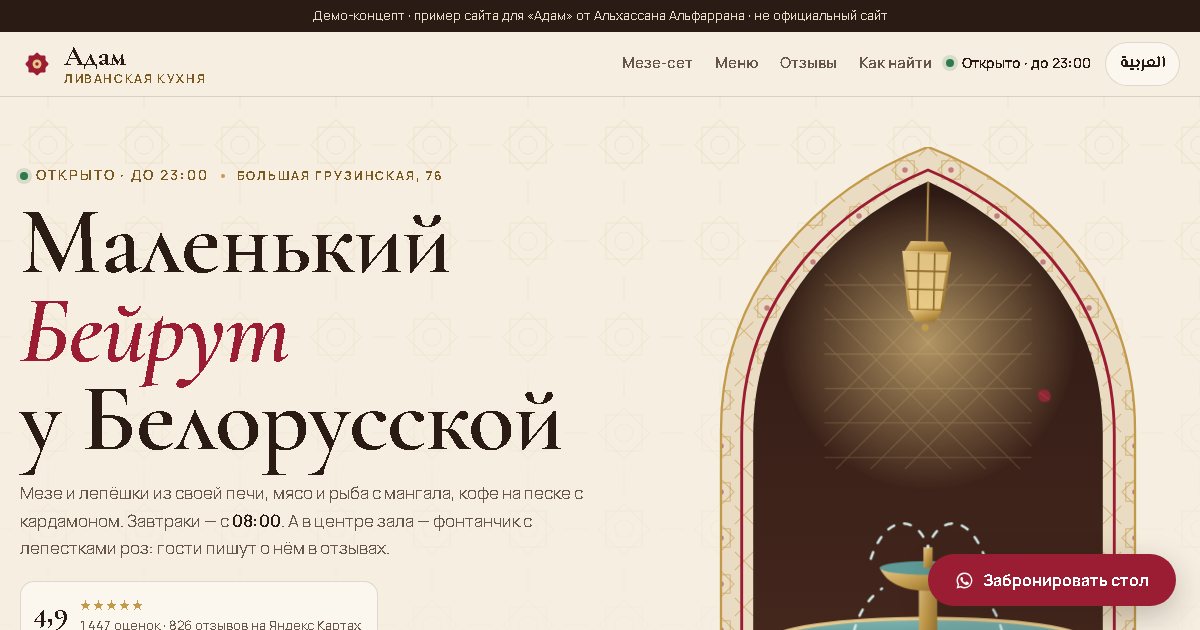 Демо-концепт · пример сайта для «Адам» от Альхассана Альфаррана · не официальный сайт
Адам
ЛИВАНСКАЯ КУХНЯ
Мезе-сет
Меню
Отзывы
Как найти
Открыто · до 23:00
العربية
ОТКРЫТО · ДО 23:00 • БОЛЬШАЯ ГРУЗИНСКАЯ, 76
Маленький
Бейрут
у Белорусской
Мезе и лепёшки из своей печи, мясо и рыба с мангала, кофе на песке с
кардамоном. Завтраки — с 08:00. А в центре зала — фонтанчик с
лепестками роз: гости пишут о нём в отзывах.
4,9
★★★★★
1 447 оценок · 826 отзывов на Яндекс Картах
Забронировать стол